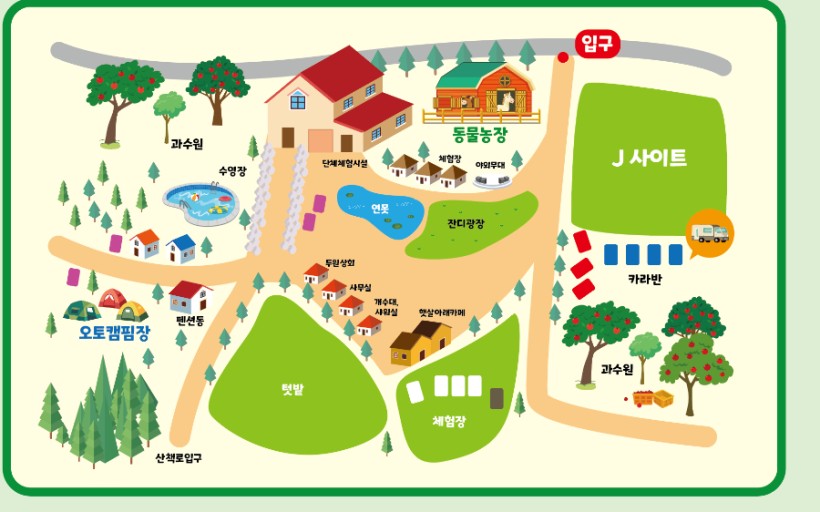 입구
동물농장
과수원
단체체험시설
체험장
야외무대
J 사이트
수영장
연못
잔디광장
카라반
두원상회
사무실
개수대,
샤워실
햇살아래카페
펜션동
오토캠핑장
과수원
텃밭
체험장
산책로입구